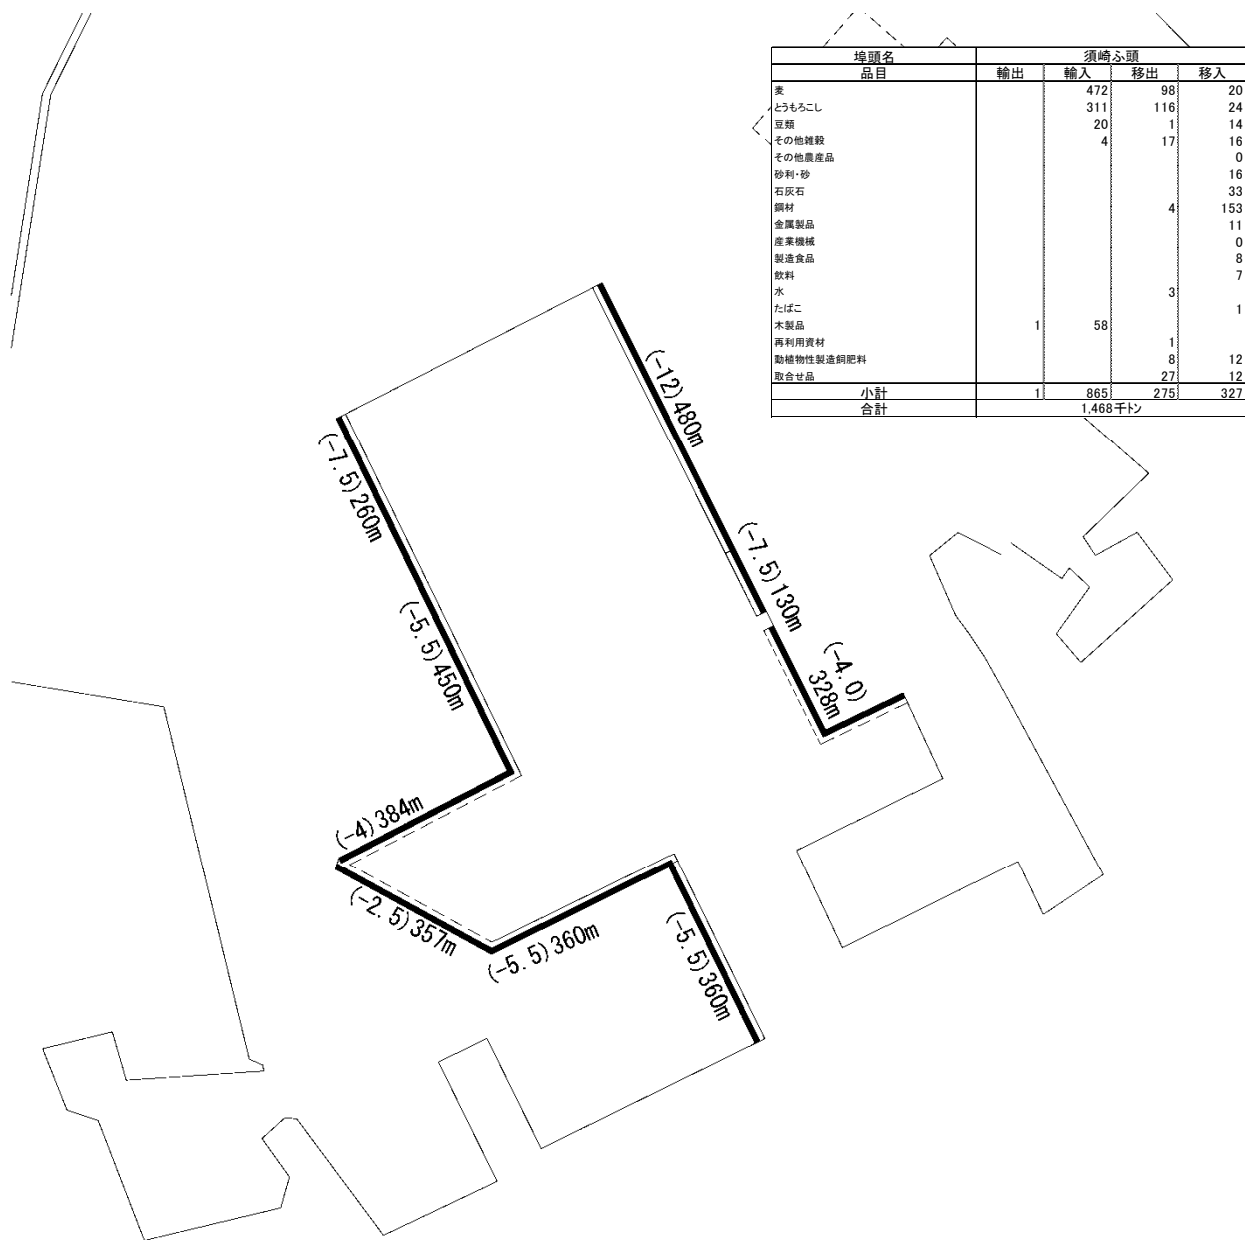 埠頭名 須崎ふ頭
品目 輸出 輸入 移出 移入
麦 472 98 20
とうもろこし 311 116 24
豆類 20 1 14
その他雑穀 4 17 16
その他農産品 0
砂利・砂 16
石灰石 33
鋼材 4 153
金属製品 11
産業機械 0
製造食品 8
飲料 7
水 3
たばこ 1
木製品 1 58
再利用資材 1
動植物性製造飼肥料 8 12
取合せ品 27 12
小計 1 865 275 327
合計 1,468千トン
(-12)480m
(-7.5)260m
(-7.5)130m
(-5.5)450m
(-4.0)
328m
(-4)384m
(-2.5)357m
(-5.5)360m
(-5.5)360m